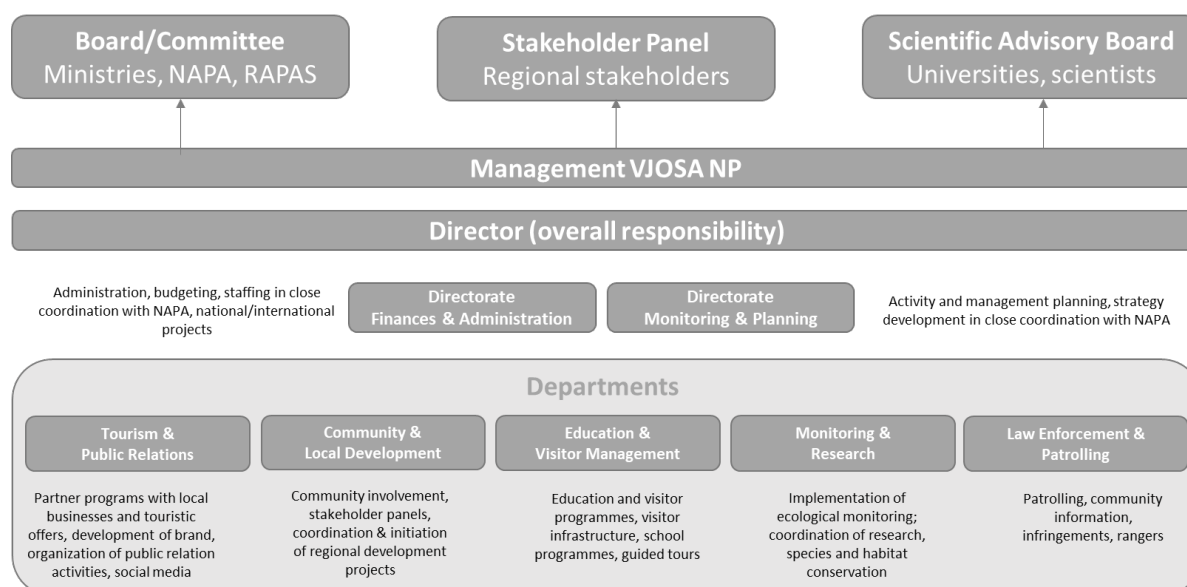 Board/Committee
Ministries, NAPA, RAPAS
Stakeholder Panel
Regional stakeholders
Scientific Advisory Board
Universities, scientists
Management VJOSA NP
Director (overall responsibility)
Administration, budgeting, staffing in close
coordination with NAPA, national/international
projects
Directorate
Finances & Administration
Directorate
Monitoring & Planning
Activity and management planning, strategy
development in close coordination with NAPA
Departments
Tourism &
Public Relations
Partner programs with local
businesses and touristic
offers, development of brand,
organization of public relation
activities, social media
Community &
Local Development
Community involvement,
stakeholder panels,
coordination & initiation
of regional development
projects
Education &
Visitor Management
Education and visitor
programmes, visitor
infrastructure, school
programmes, guided tours
Monitoring &
Research
Implementation of
ecological monitoring;
coordination of research,
species and habitat
conservation
Law Enforcement &
Patrolling
Patrolling, community
information,
infringements, rangers